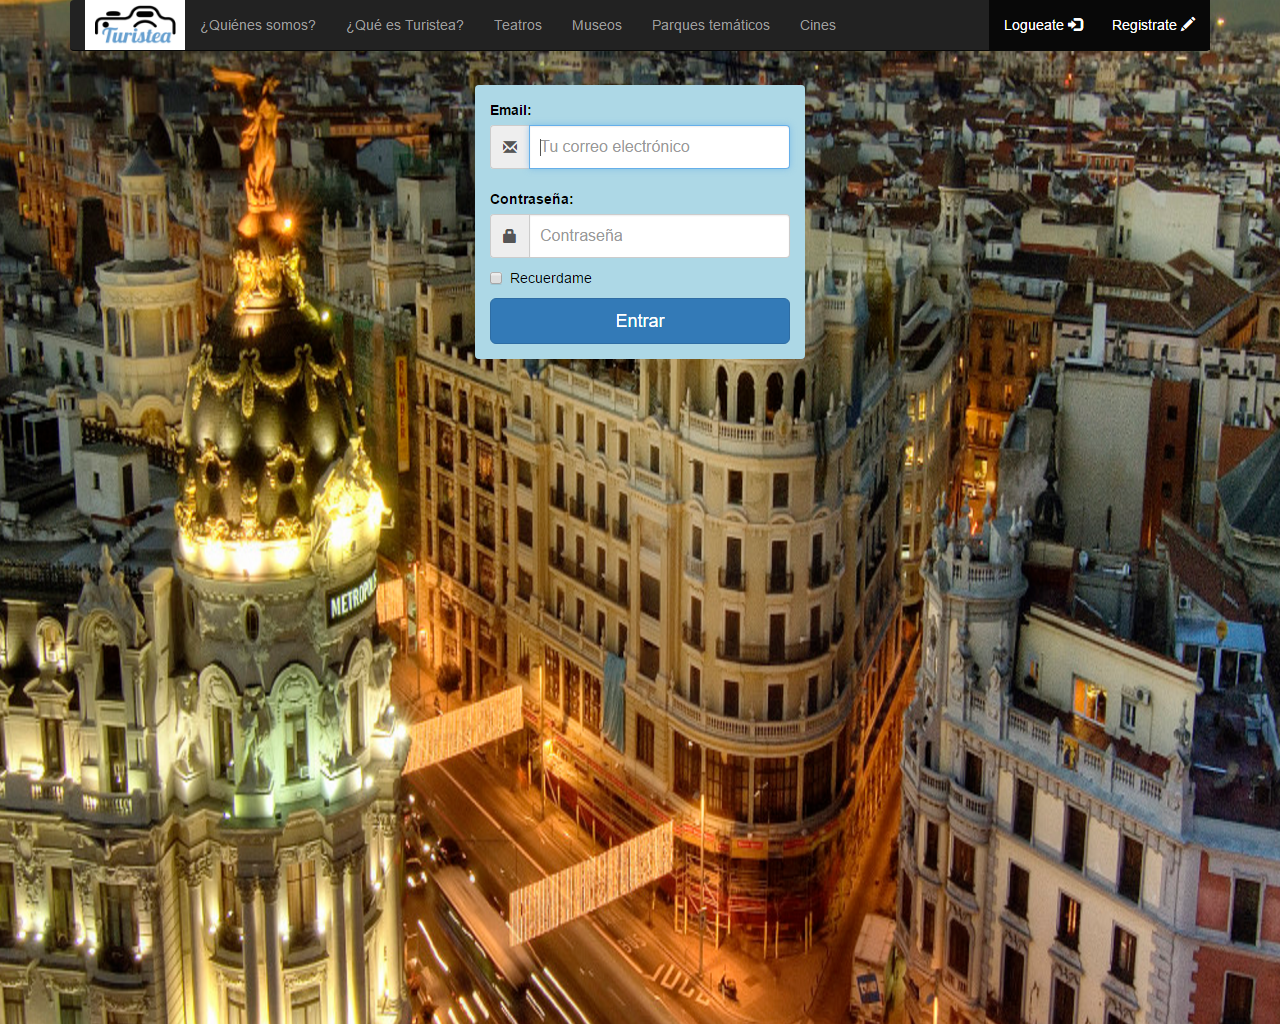 Turistea
¿Quiénes somos?
¿Qué es Turistea?
Teatros
Museos
Parques temáticos
Cines
Logueate
Registrate
Email:
Tu correo electrónico
Contraseña:
Contraseña
Recuerdame
Entrar
METROPOLIS
BUS